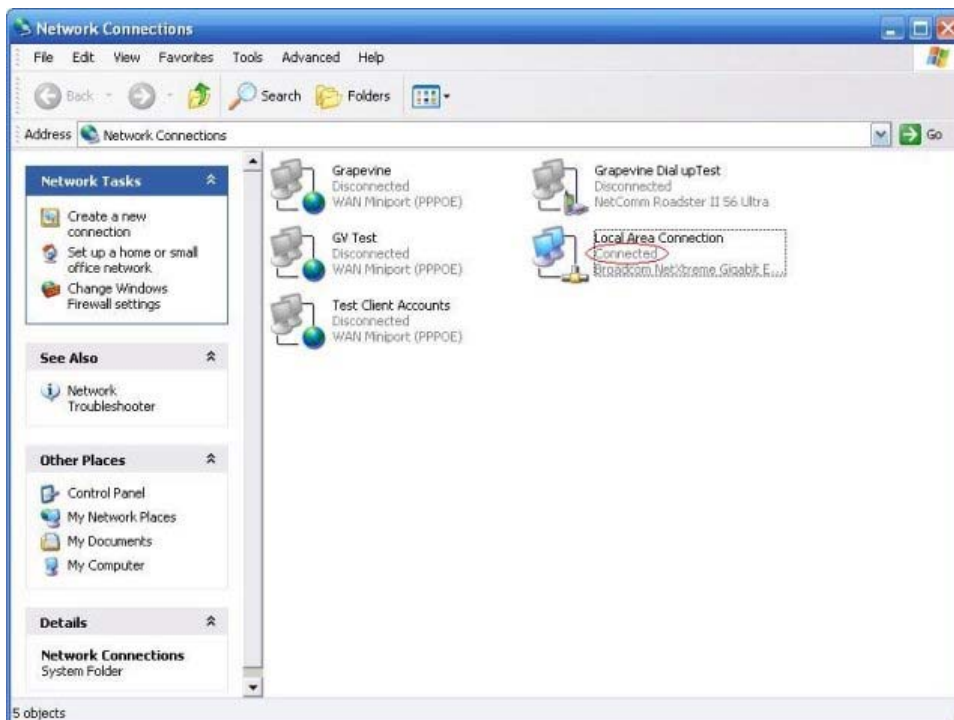 Network Connections
File Edit View Favorites Tools Advanced Help
Back Search Folders
Address Network Connections Go
Network Tasks
Create a new
connection
Set up a home or small
office network
Change Windows
Firewall settings
See Also
Network
Troubleshooter
Other Places
Control Panel
My Network Places
My Documents
My Computer
Details
Network Connections
System Folder
Grapevine
Disconnected
WAN Miniport (PPPOE)
Grapevine Dial upTest
Disconnected
NetComm Roadster II 56 Ultra
GV Test
Disconnected
WAN Miniport (PPPOE)
Local Area Connection
Connected
Broadcom NetXtreme Gigabit E...
Test Client Accounts
Disconnected
WAN Miniport (PPPOE)
5 objects